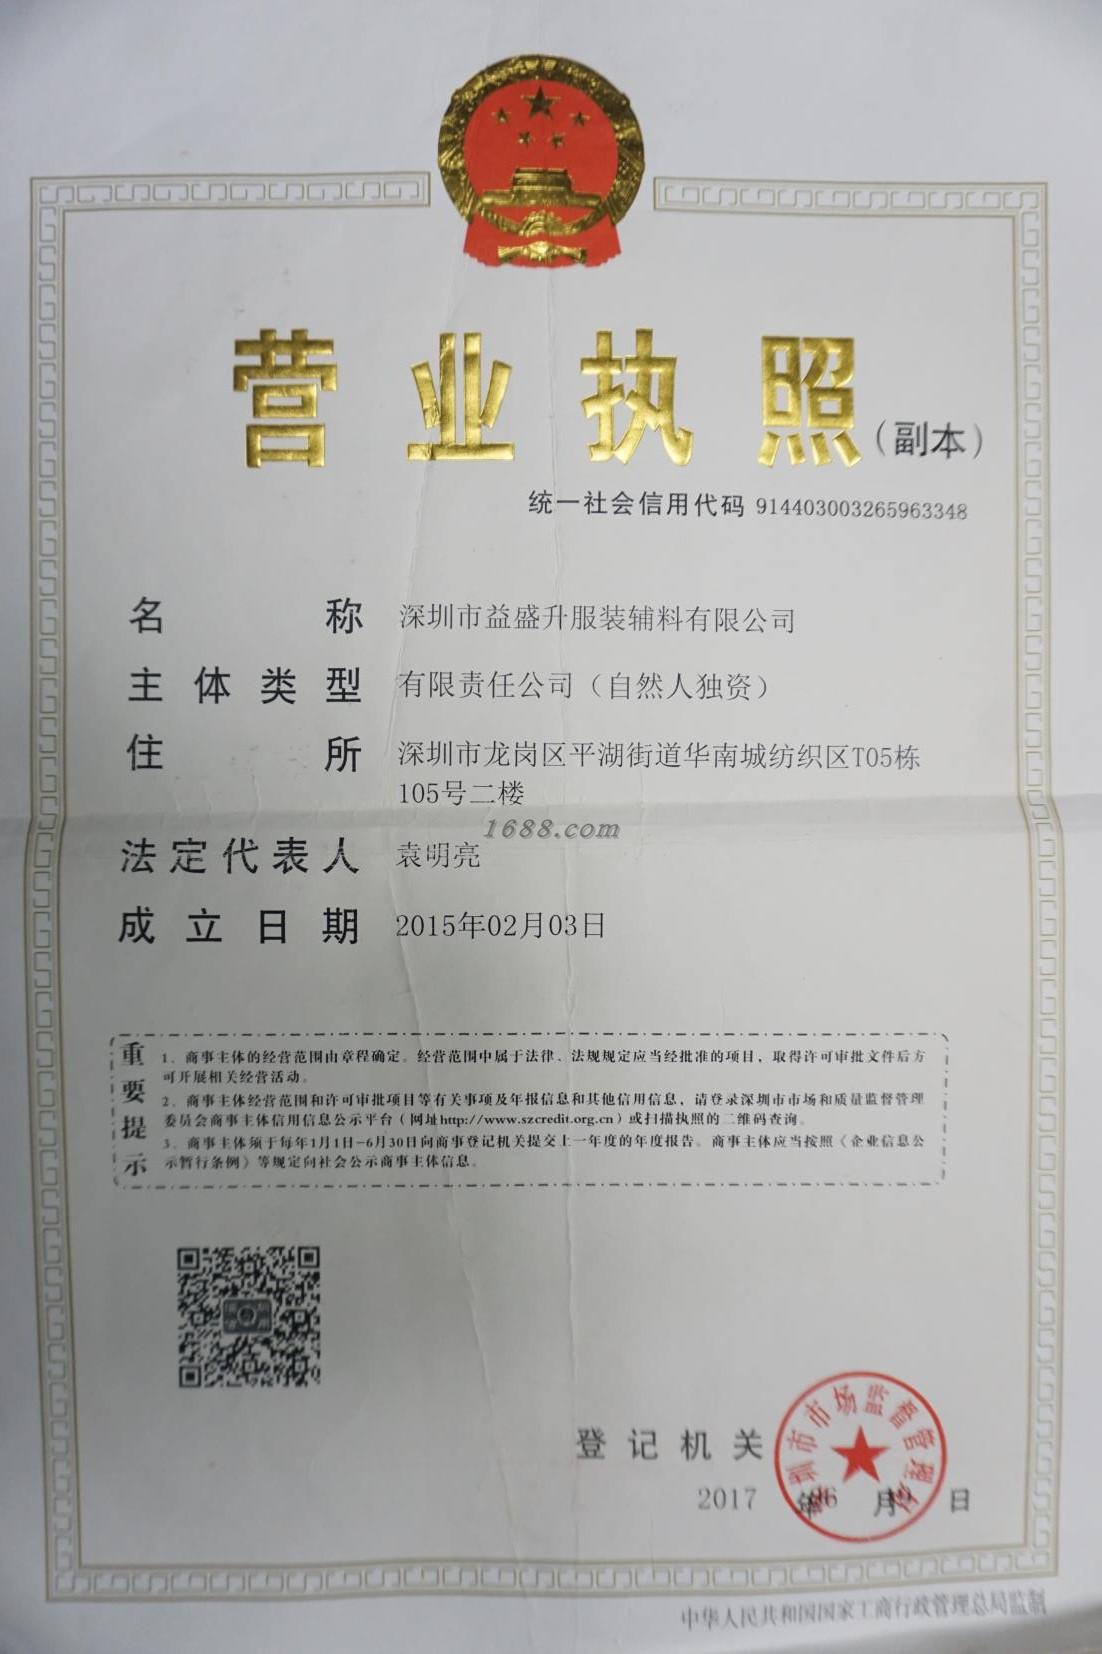 营业执照(副本)
统一社会信用代码 914403003265963348
名称 深圳市益盛升服装辅料有限公司
主体类型 有限责任公司(自然人独资)
住所 深圳市龙岗区平湖街道华南城纺织区T05栋
105号二楼
1688.com
法定代表人 袁明亮
成立日期 2015年02月03日
重要提示
1、商事主体的经营范围由章程确定。经营范围中属于法律、法规规定应当经批准的项目,取得许可审批文件后方
可开展相关经营活动。
2、商事主体经营范围和许可审批项目等有关事项及年报信息和其他信用信息,请登录深圳市市场和质量监督管理
委员会商事主体信用信息公示平台(网址http://www.szcredit.org.cn)或扫描执照的二维码查询。
3、商事主体须于每年1月1日-6月30日向商事登记机关提交上一年度的年度报告。商事主体应当按照《企业信息公
示暂行条例》等规定向社会公示商事主体信息。
圳市市场监督管理
登记机关
2017 年 月 日
中华人民共和国国家工商行政管理总局监制